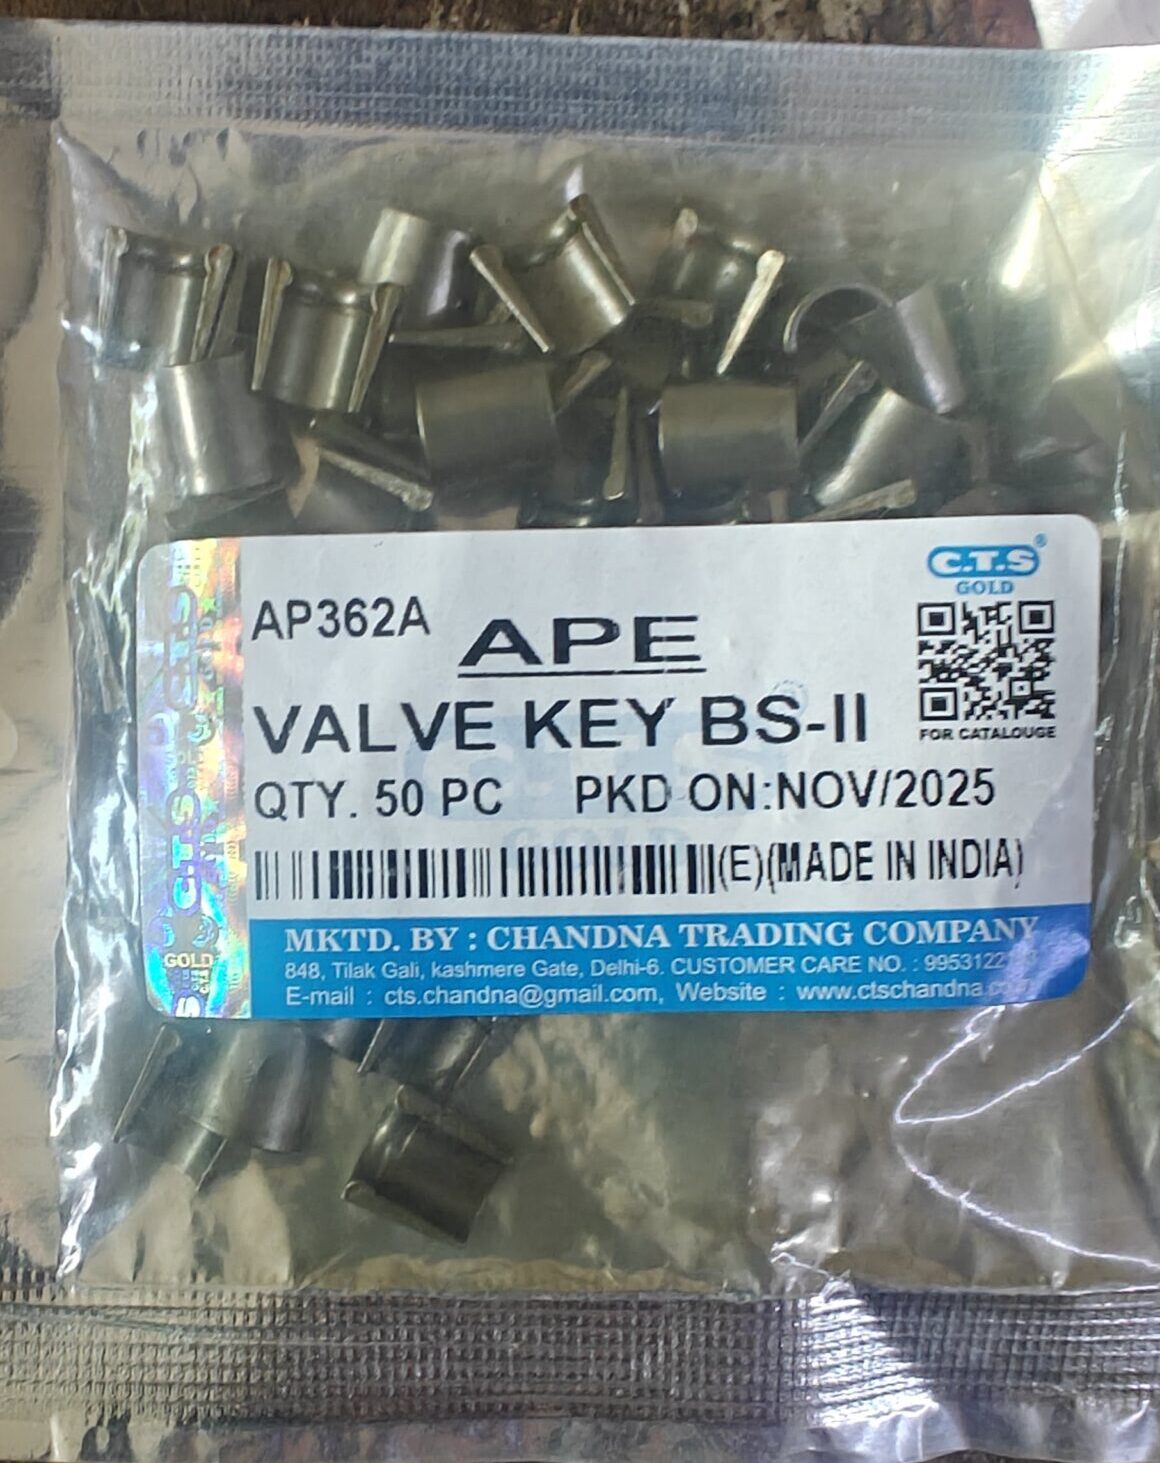 C.T.S®
GOLD
AP362A
APE
VALVE KEY BS-II
FOR CATALOUGE
QTY. 50 PC PKD ON:NOV/2025
(E)(MADE IN INDIA)
MKTD. BY : CHANDNA TRADING COMPANY
848, Tilak Gali, kashmere Gate, Delhi-6. CUSTOMER CARE NO. :
E-mail : cts.chandna@gmail.com, Website :
C.T.S
C.T.S
GOLD